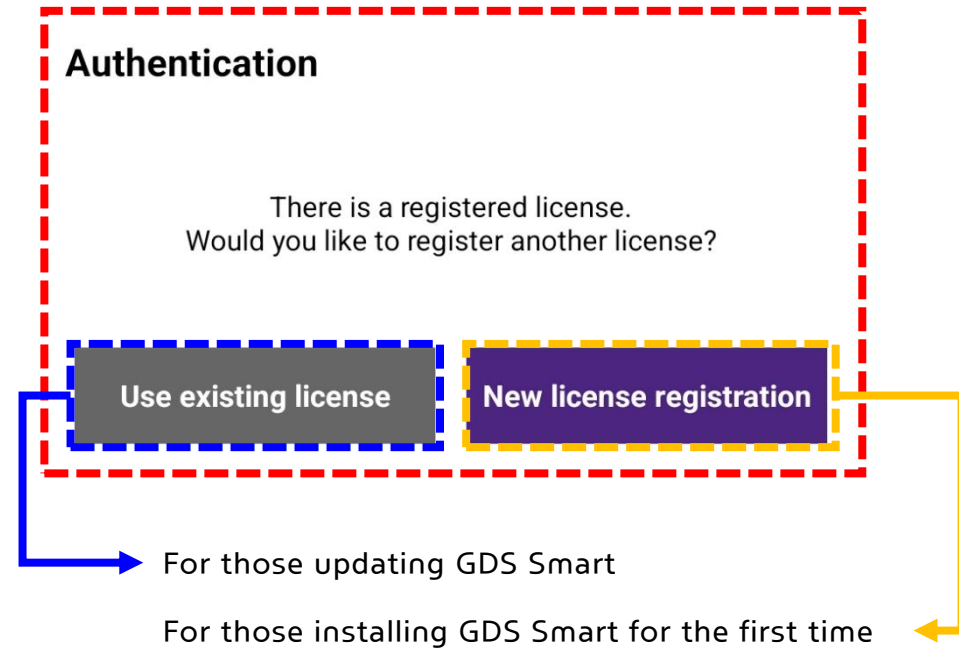 Authentication
There is a registered license.
Would you like to register another license?
Use existing license
New license registration
For those updating GDS Smart
For those installing GDS Smart for the first time